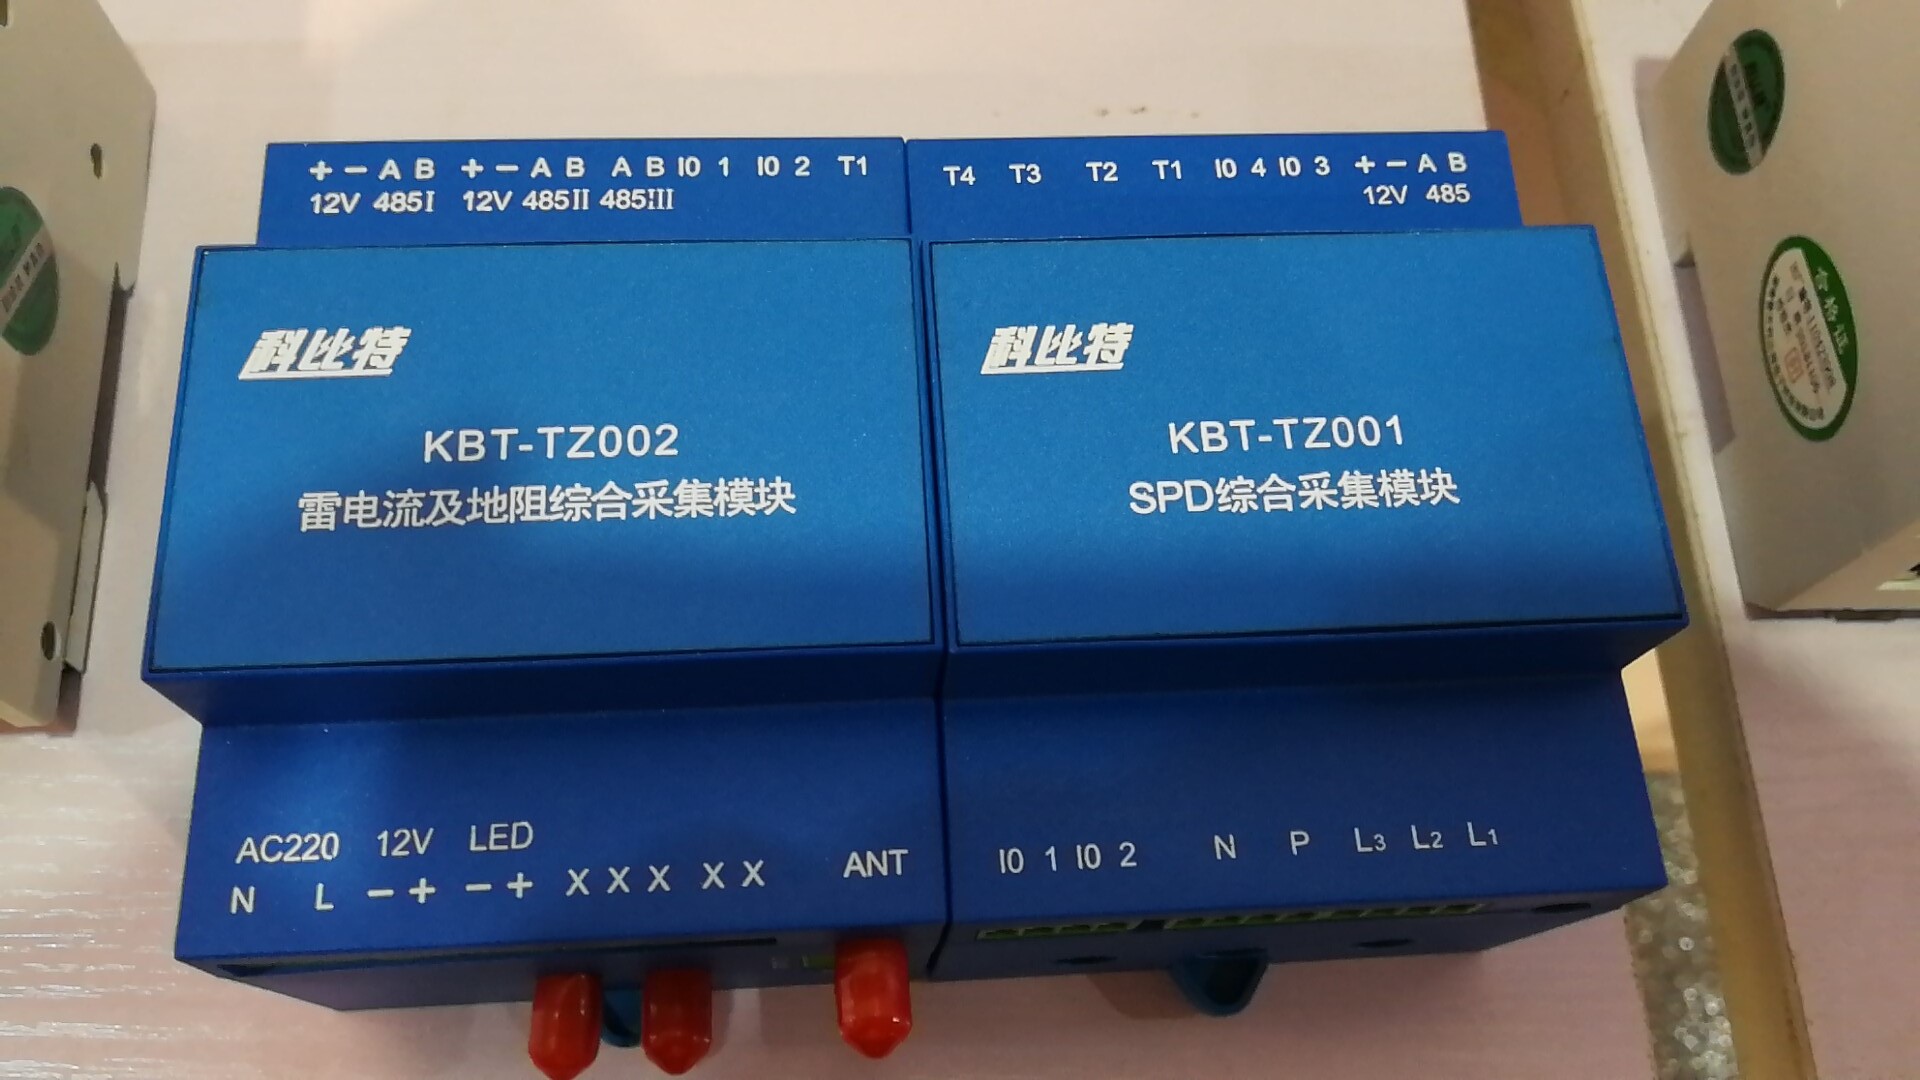 + - A B + - A B A B I0 1 I0 2 T1
12V 485I 12V 485II 485III
科比特
KBT-TZ002
雷电流及地阻综合采集模块
AC220 12V LED
N L - + - + X X X X X ANT
T4 T3 T2 T1 I0 4 I0 3 + - A B
12V 485
科比特
KBT-TZ001
SPD综合采集模块
I0 1 I0 2 N P L3 L2 L1
合格证